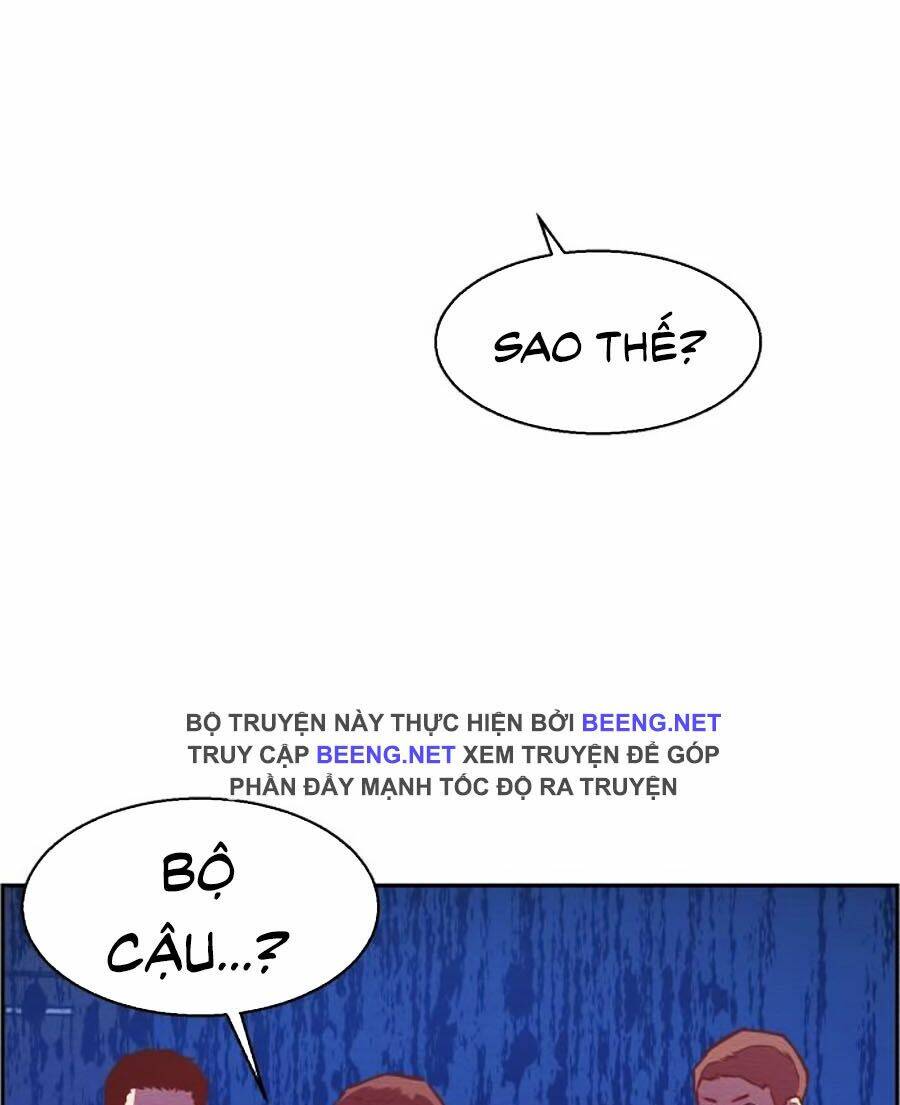 SAO THẾ?
BỘ TRUYỆN NÀY THỰC HIỆN BỞI BEENG.NET
TRUY CẬP BEENG.NET XEM TRUYỆN ĐỂ GÓP
PHẦN ĐẨY MẠNH TỐC ĐỘ RA TRUYỆN
BỘ
CẬU...?